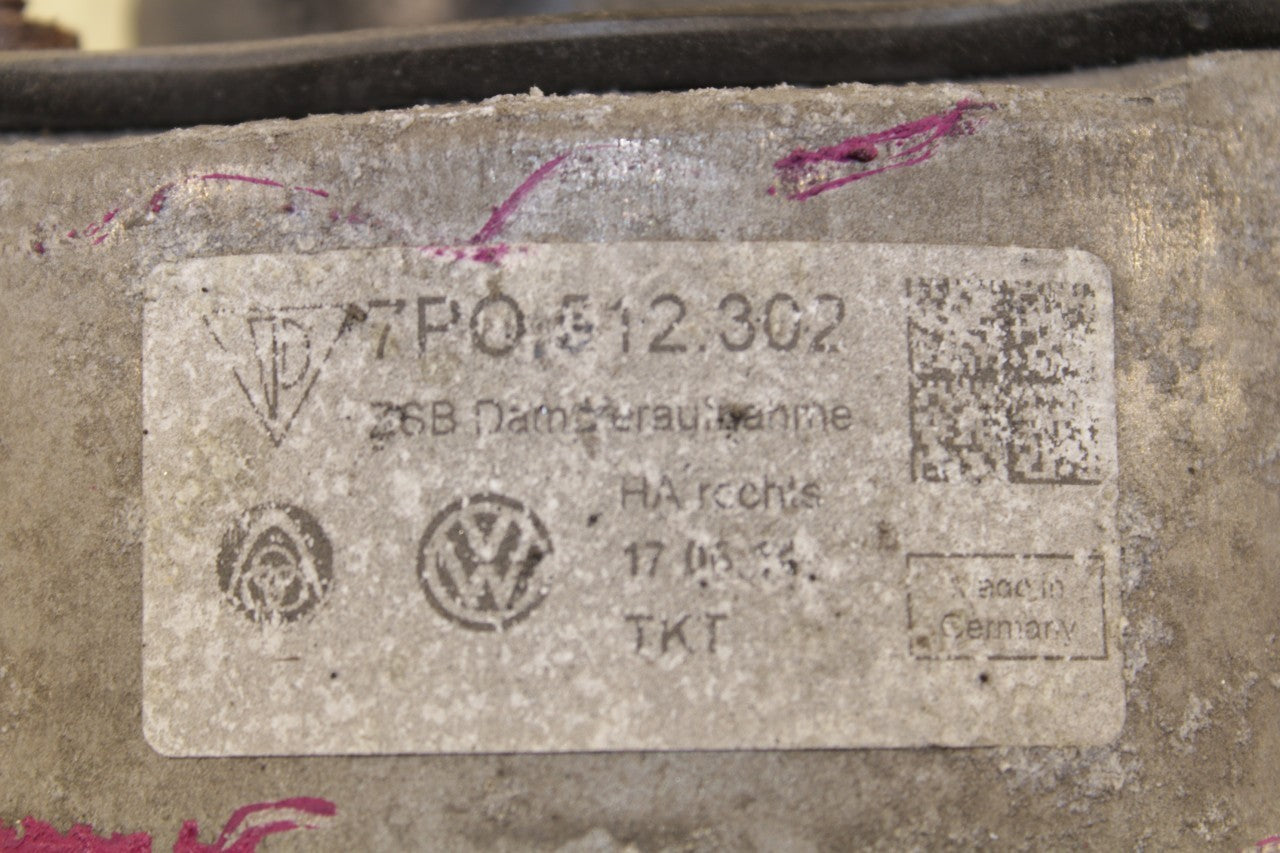 7P0.512.302
ZSB Dämpferaufnahme
HA rechts
TKT
Made in
Germany